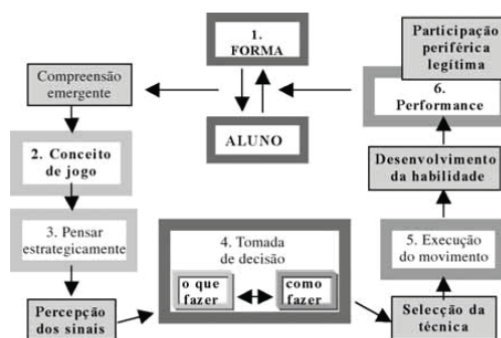 1.
FORMA
ALUNO
Compreensão
emergente
2. Conceito
de jogo
3. Pensar
estrategicamente
Percepção
dos sinais
4. Tomada
de decisão
o que
fazer
como
fazer
Selecção da
técnica
5. Execução
do movimento
Desenvolvimento
da habilidade
6. Performance
Participação
periférica
legítima